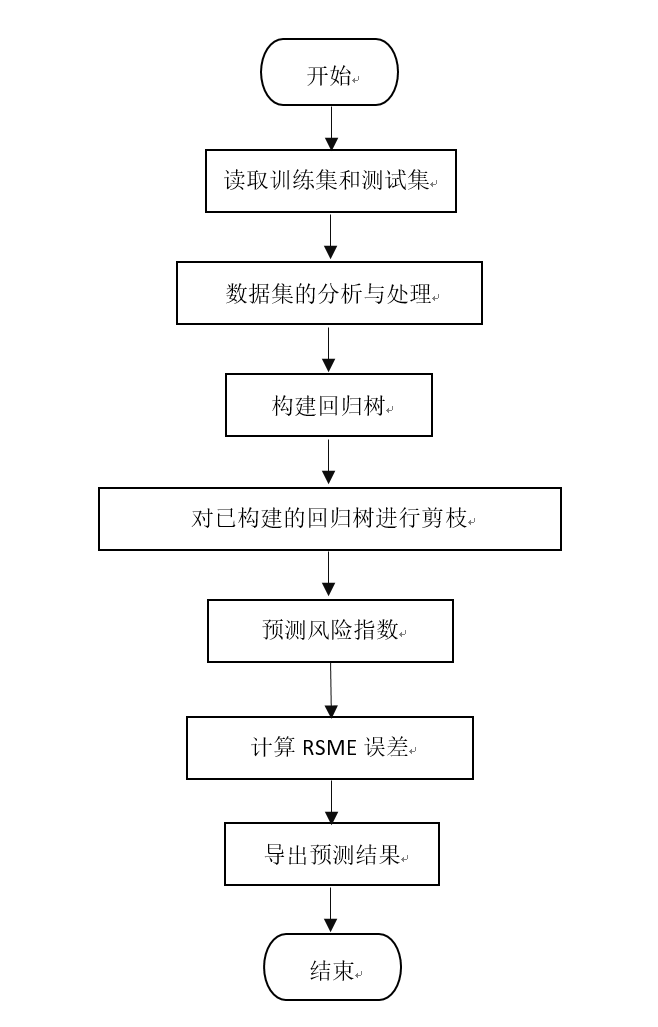 开始
读取训练集和测试集
数据集的分析与处理
构建回归树
对已构建的回归树进行剪枝
预测风险指数
计算 RSME 误差
导出预测结果
结束